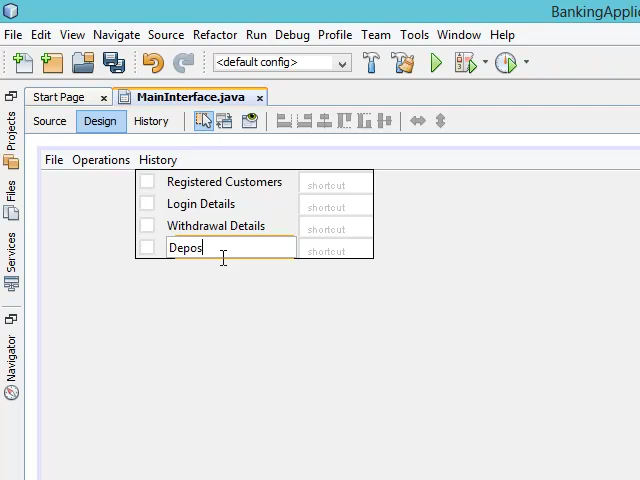 BankingApplic
File Edit View Navigate Source Refactor Run Debug Profile Team Tools Window Help
<default config>
Start Page x MainInterface.java x
Source Design History
Projects
Files
Services
Navigator
File Operations History
Registered Customers shortcut
Login Details shortcut
Withdrawal Details shortcut
Depos shortcut